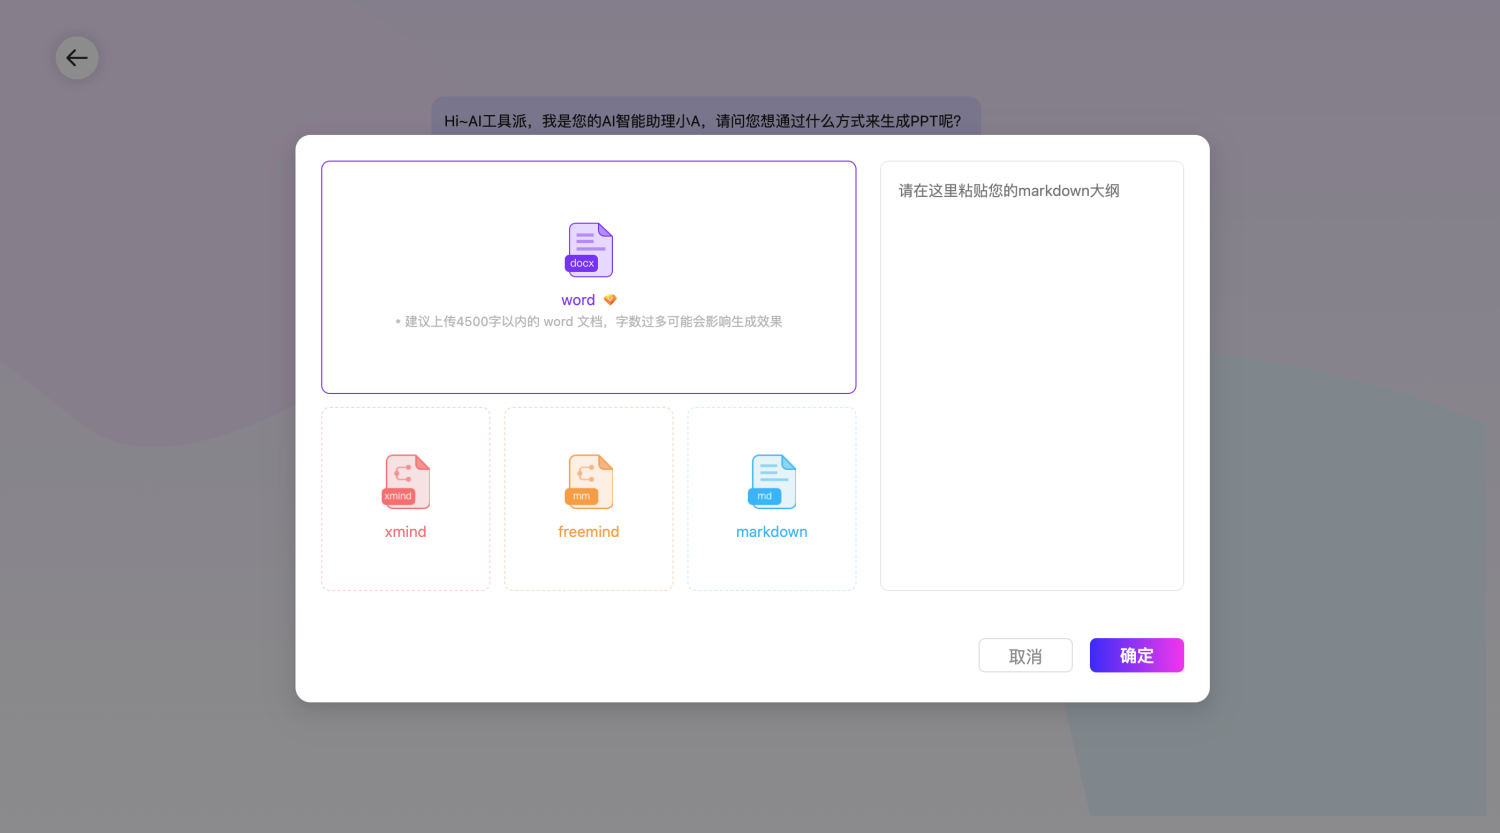 Hi~AI工具派，我是您的AI智能助理小A，请问您想通过什么方式来生成PPT呢?
docx
word
• 建议上传4500字以内的 word 文档，字数过多可能会影响生成效果
请在这里粘贴您的markdown大纲
xmind
xmind
mm
freemind
md
markdown
取消
确定